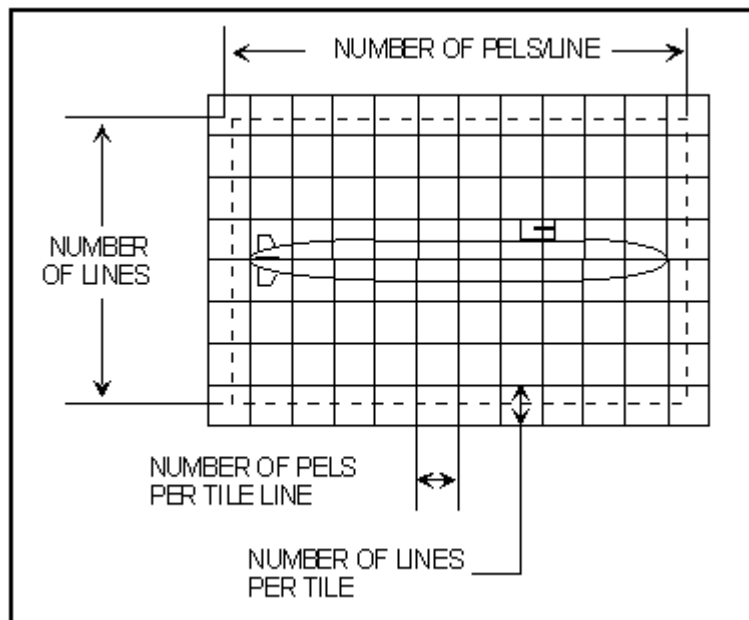 NUMBER OF PELS/LINE
NUMBER
OF LINES
NUMBER OF PELS
PER TILE LINE
NUMBER OF LINES
PER TILE